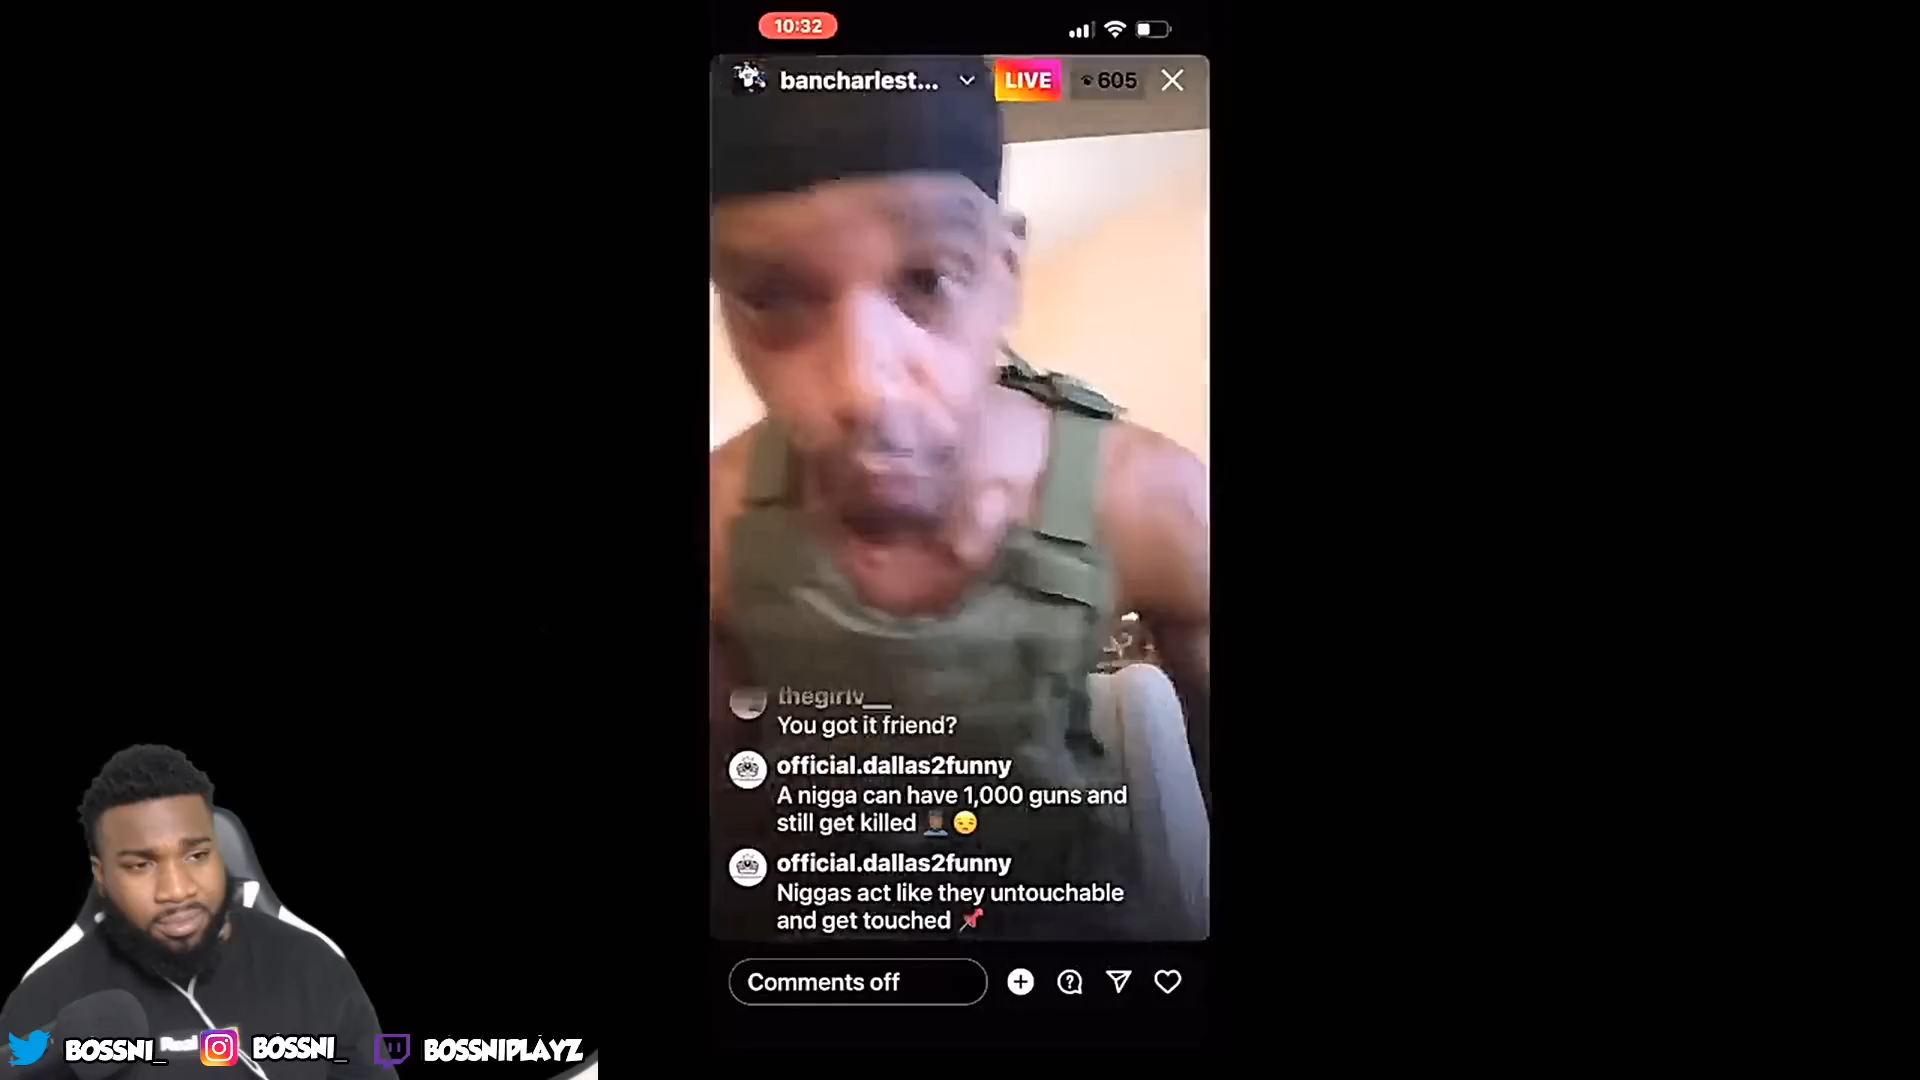 10:32
bancharlest...
LIVE
605
thegirlv__
You got it friend?
official.dallas2funny
A nigga can have 1,000 guns and
still get killed
official.dallas2funny
Niggas act like they untouchable
and get touched
Comments off
Real
BOSSNI_
BOSSNI_
BOSSNIPLAYZ